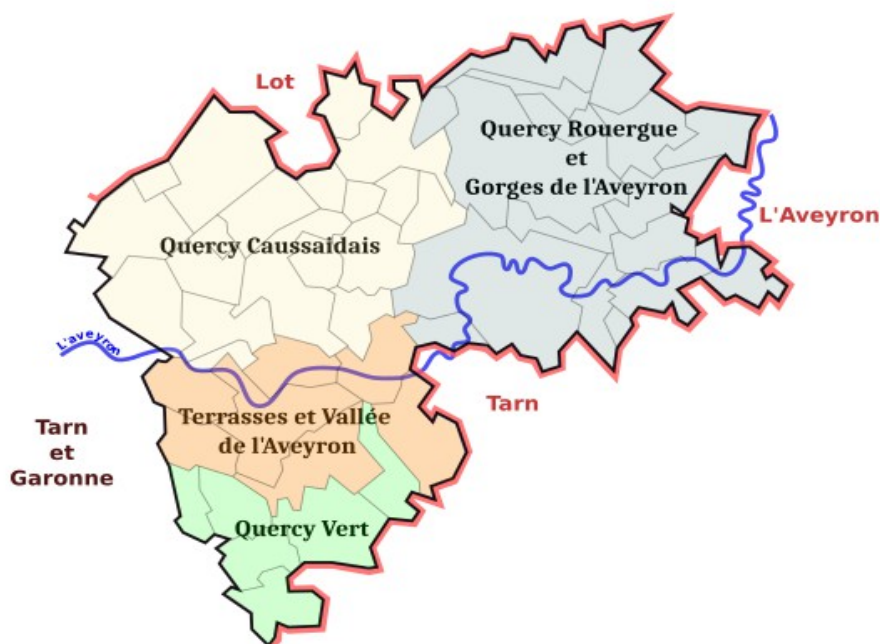 Lot
Quercy Rouergue
et
Gorges de l'Aveyron
L'Aveyron
Quercy Caussaidais
L'aveyron
Tarn
Terrasses et Vallée
de l'Aveyron
Tarn
et
Garonne
Quercy Vert